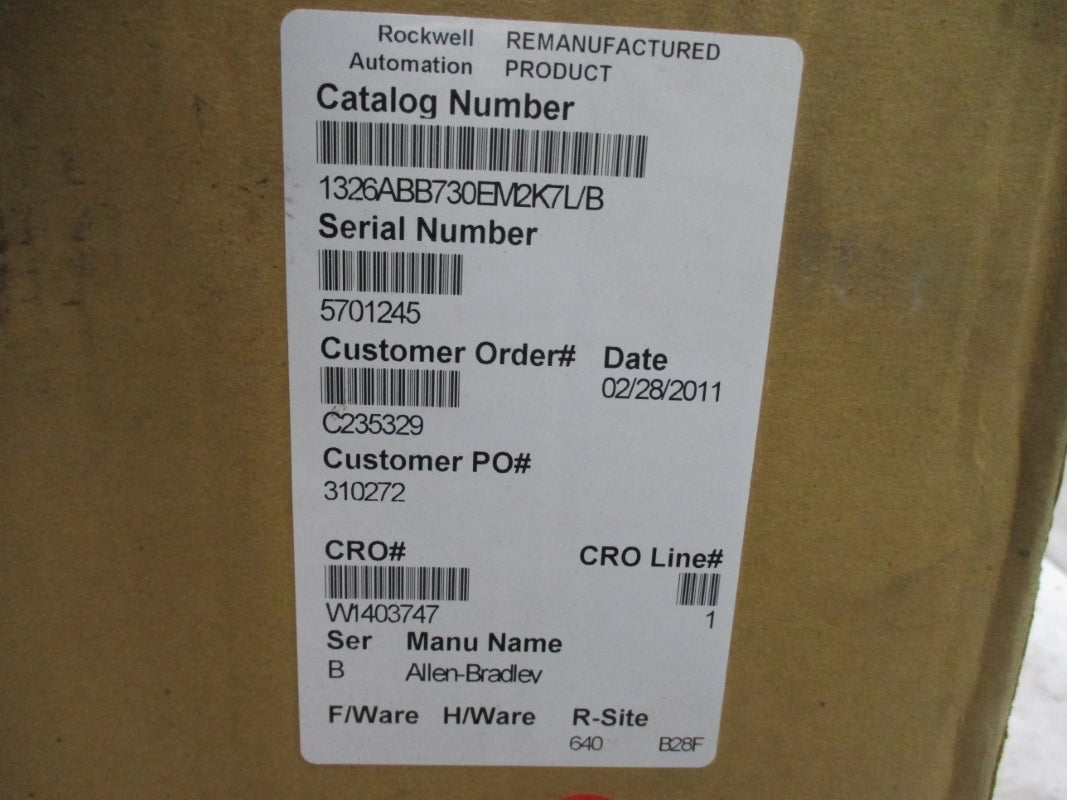 Rockwell REMANUFACTURED
Automation PRODUCT
Catalog Number
1326ABB730EM2K7L/B
Serial Number
5701245
Customer Order# Date
02/28/2011
C235329
Customer PO#
310272
CRO# CRO Line#
W1403747 1
Ser Manu Name
B Allen-Bradley
F/Ware H/Ware R-Site
640 B28F